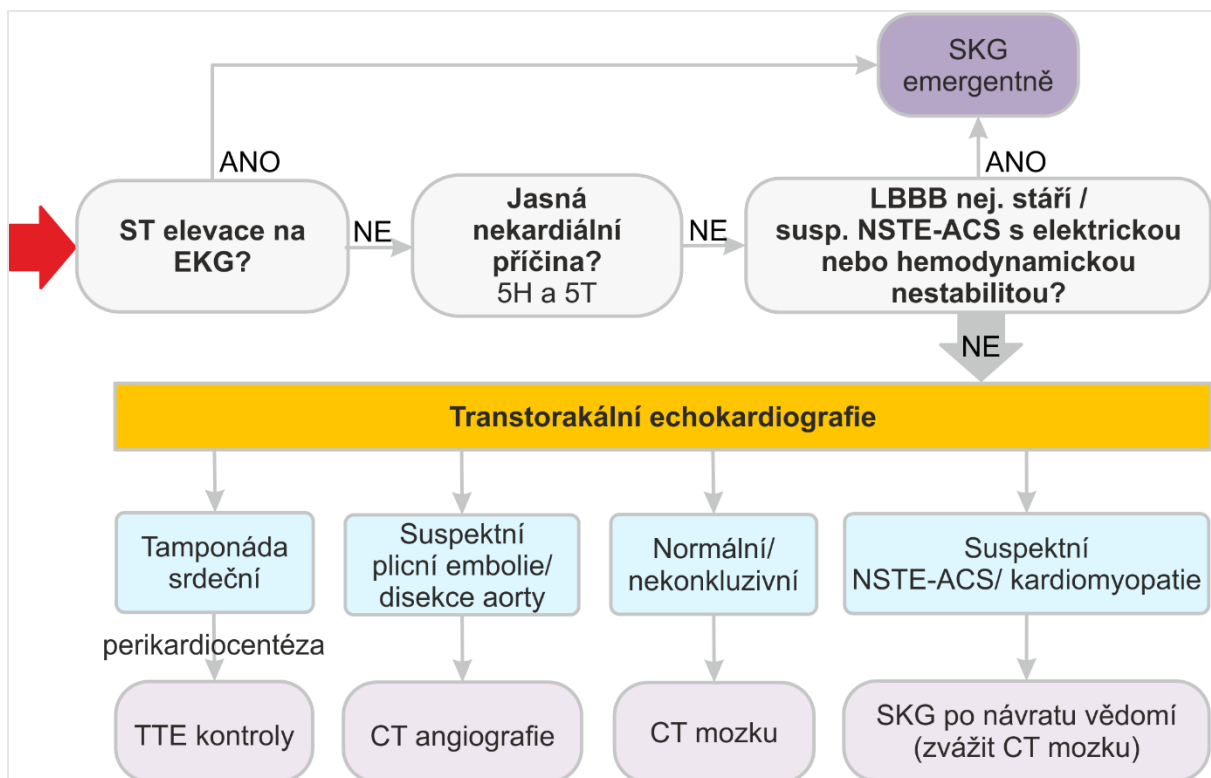 SKG
emergentně
ANO
ANO
ST elevace na
EKG?
NE
Jasná
nekardiální
příčina?
5H a 5T
NE
LBBB nej. stáří /
susp. NSTE-ACS s elektrickou
nebo hemodynamickou
nestabilitou?
NE
Transtorakální echokardiografie
Tamponáda
srdeční
Suspektní
plicní embolie/
disekce aorty
Normální/
nekonkluzivní
Suspektní
NSTE-ACS/ kardiomyopatie
perikardiocentéza
TTE kontroly
CT angiografie
CT mozku
SKG po návratu vědomí
(zvážit CT mozku)